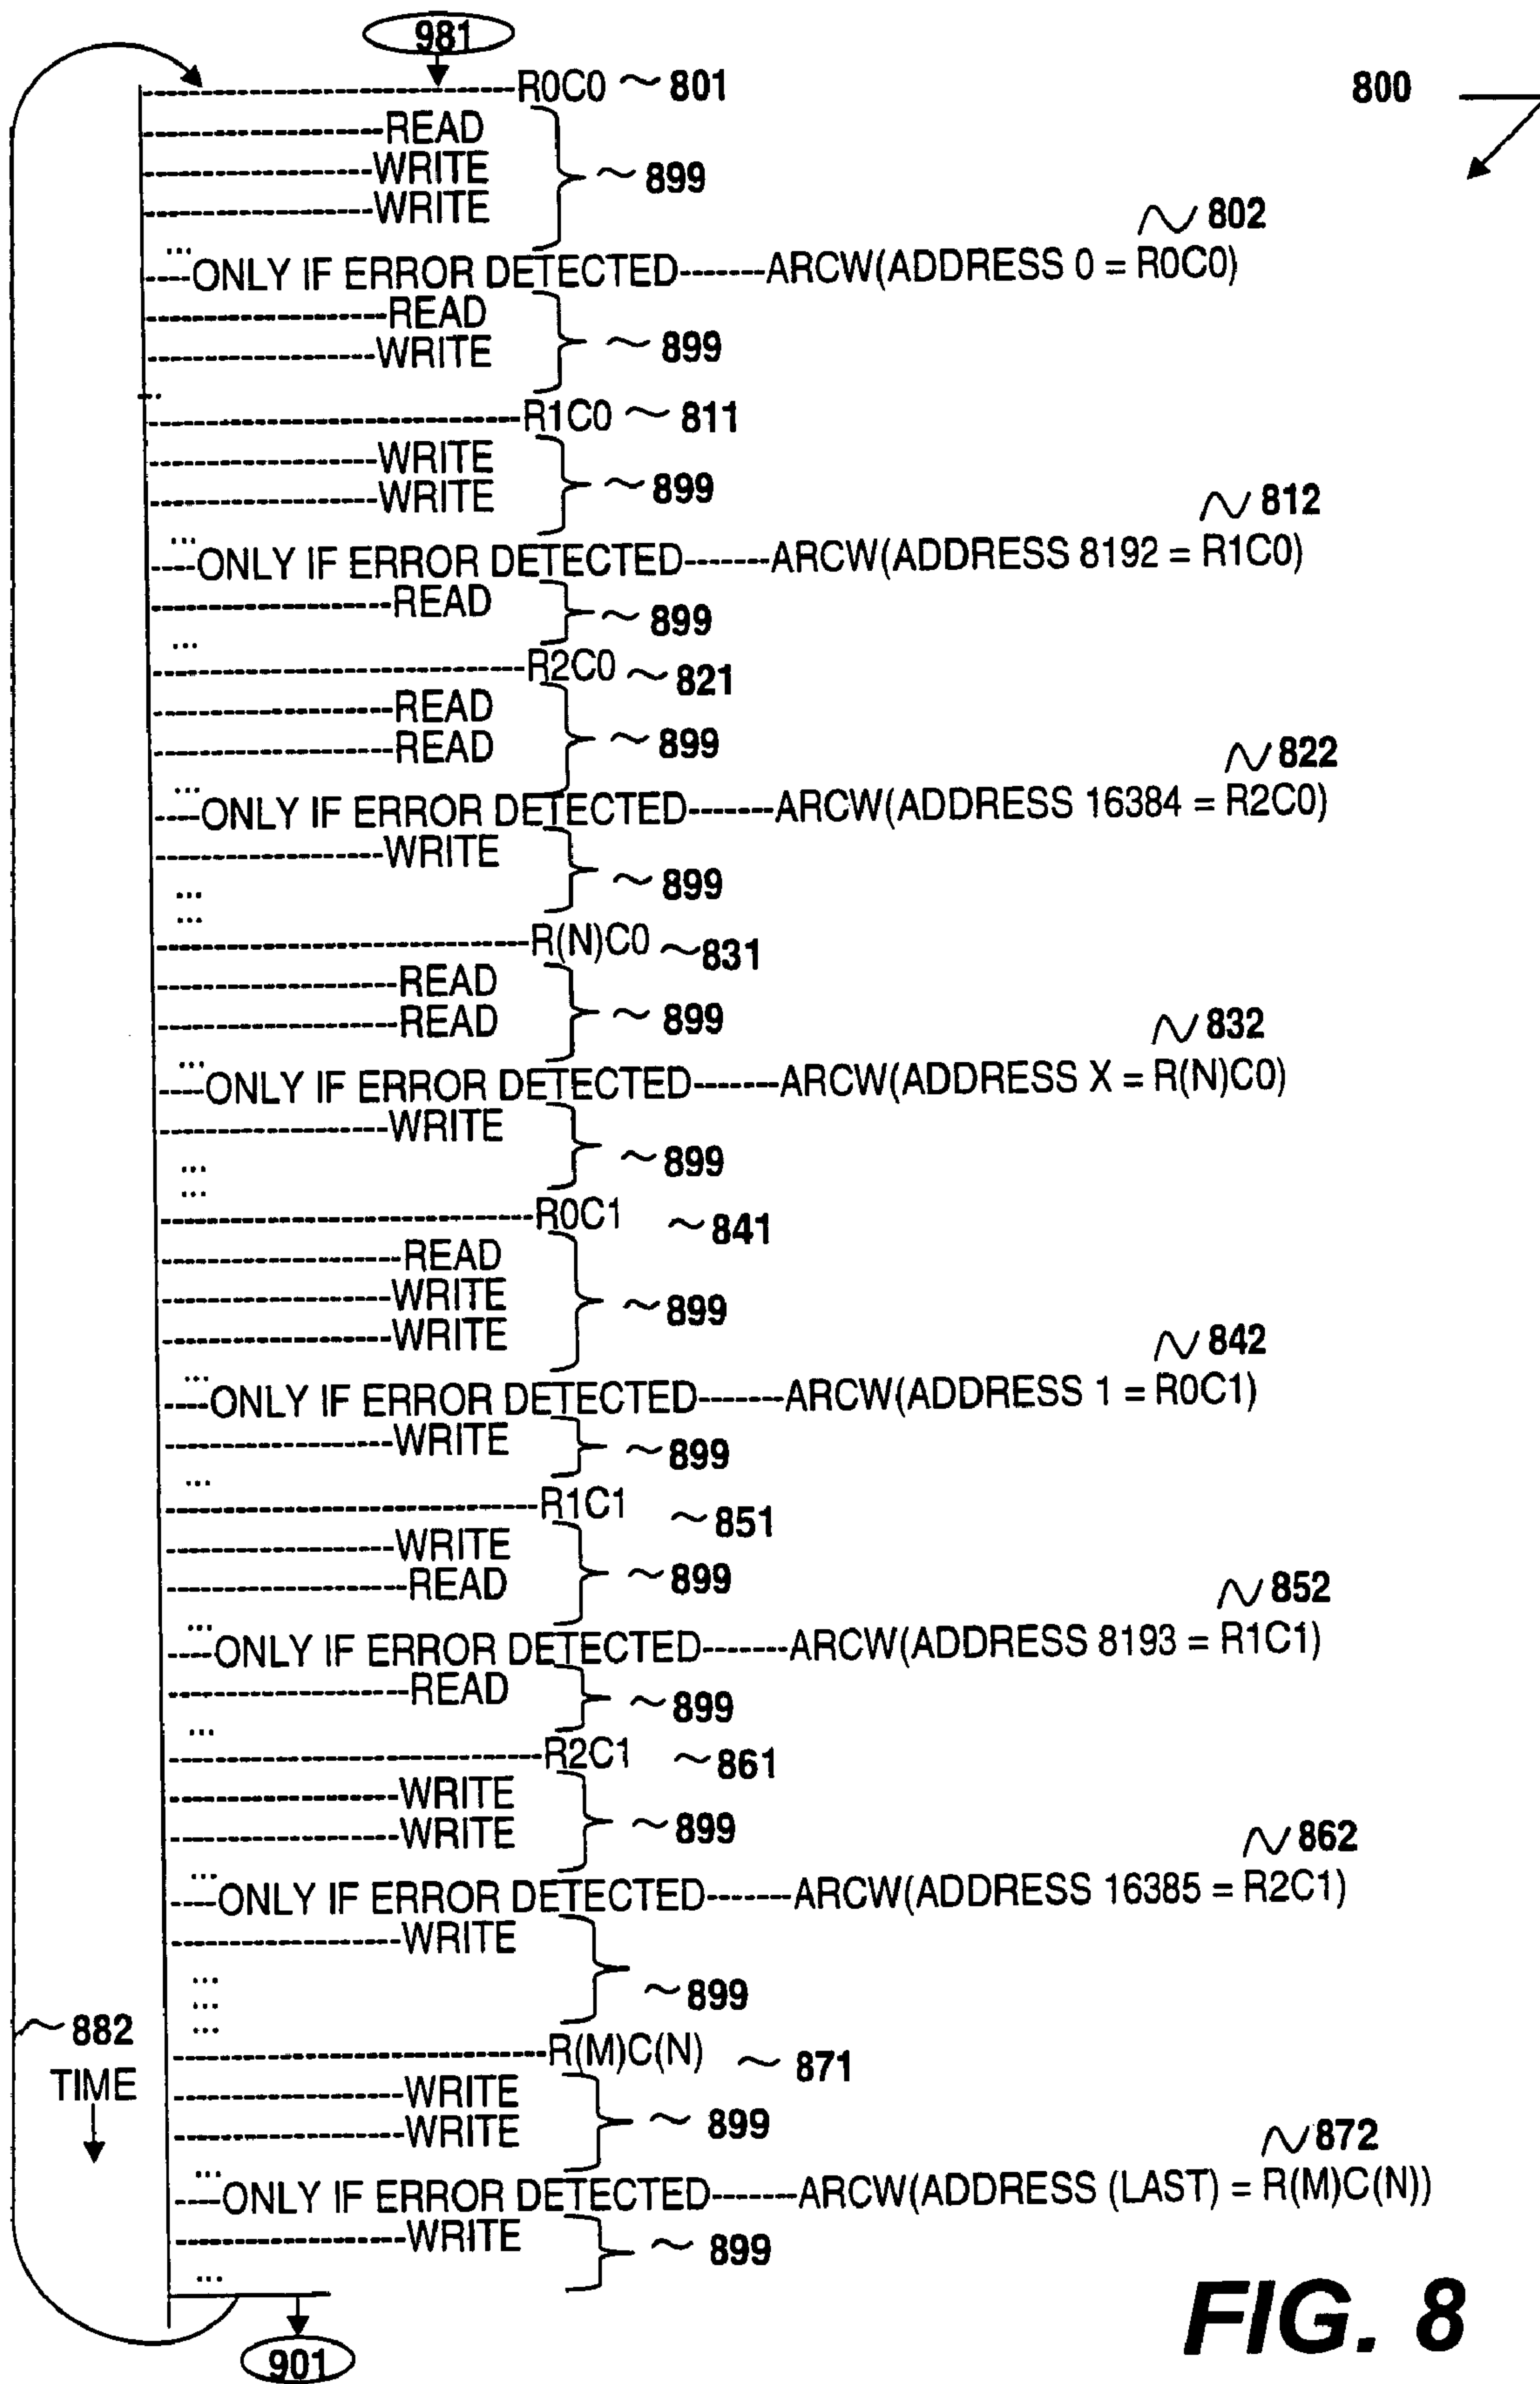 981
R0C0 801
800
READ
WRITE 899
WRITE
802
...
ONLY IF ERROR DETECTED-------ARCW(ADDRESS 0 = R0C0)
READ
WRITE 899
...
R1C0 811
WRITE
WRITE 899
812
...
ONLY IF ERROR DETECTED-------ARCW(ADDRESS 8192 = R1C0)
READ 899
...
R2C0 821
READ
READ 899
822
...
ONLY IF ERROR DETECTED-------ARCW(ADDRESS 16384 = R2C0)
WRITE 899
...
...
R(N)C0 831
READ
READ 899
832
...
ONLY IF ERROR DETECTED-------ARCW(ADDRESS X = R(N)C0)
WRITE 899
...
...
R0C1 841
READ
WRITE 899
WRITE
842
...
ONLY IF ERROR DETECTED-------ARCW(ADDRESS 1 = R0C1)
WRITE 899
...
R1C1 851
WRITE
READ 899
852
...
ONLY IF ERROR DETECTED-------ARCW(ADDRESS 8193 = R1C1)
READ 899
...
R2C1 861
WRITE
WRITE 899
862
...
ONLY IF ERROR DETECTED-------ARCW(ADDRESS 16385 = R2C1)
WRITE
...
899
...
...
882
R(M)C(N) 871
TIME
WRITE
WRITE 899
872
...
ONLY IF ERROR DETECTED-------ARCW(ADDRESS (LAST) = R(M)C(N))
WRITE 899
...
901
FIG. 8